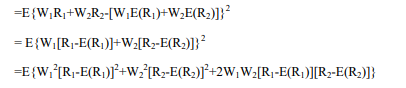 =E{W₁R₁+W₂R₂-[W₁E(R₁)+W₂E(R₂)]}²
= E{W₁[R₁-E(R₁)]+W₂[R₂-E(R₂)]}²
=E{W₁²[R₁-E(R₁)]²+W₂²[R₂-E(R₂)]²+2W₁W₂[R₁-E(R₁)][R₂-E(R₂)]}